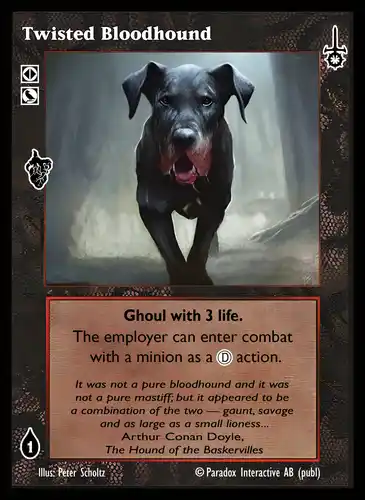 Twisted Bloodhound
Ghoul with 3 life.
The employer can enter combat
with a minion as a Ⓓ action.
It was not a pure bloodhound and it was
not a pure mastiff; but it appeared to be
a combination of the two — gaunt, savage
and as large as a small lioness...
Arthur Conan Doyle,
The Hound of the Baskervilles
1
Illus: Peter Scholtz
© Paradox Interactive AB (publ)